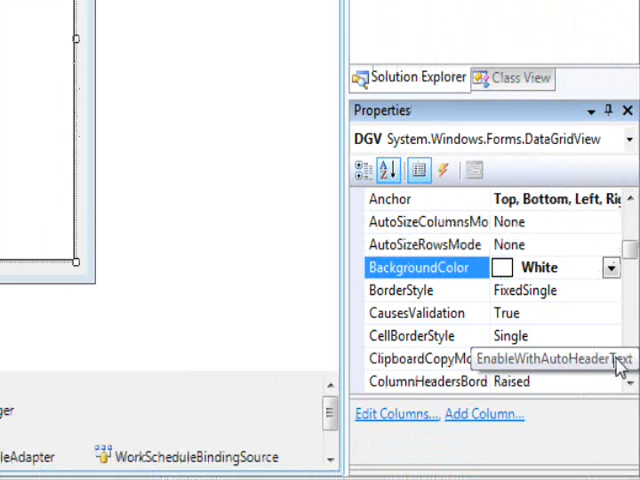 Solution Explorer
Class View
Properties
DGV System.Windows.Forms.DataGridView
Anchor Top, Bottom, Left, Rig
AutoSizeColumnsMo None
AutoSizeRowsMode None
BackgroundColor White
BorderStyle FixedSingle
CausesValidation True
CellBorderStyle Single
ClipboardCopyMo EnableWithAutoHeaderText
ColumnHeadersBord Raised
Edit Columns..., Add Column...
ger
leAdapter
WorkScheduleBindingSource